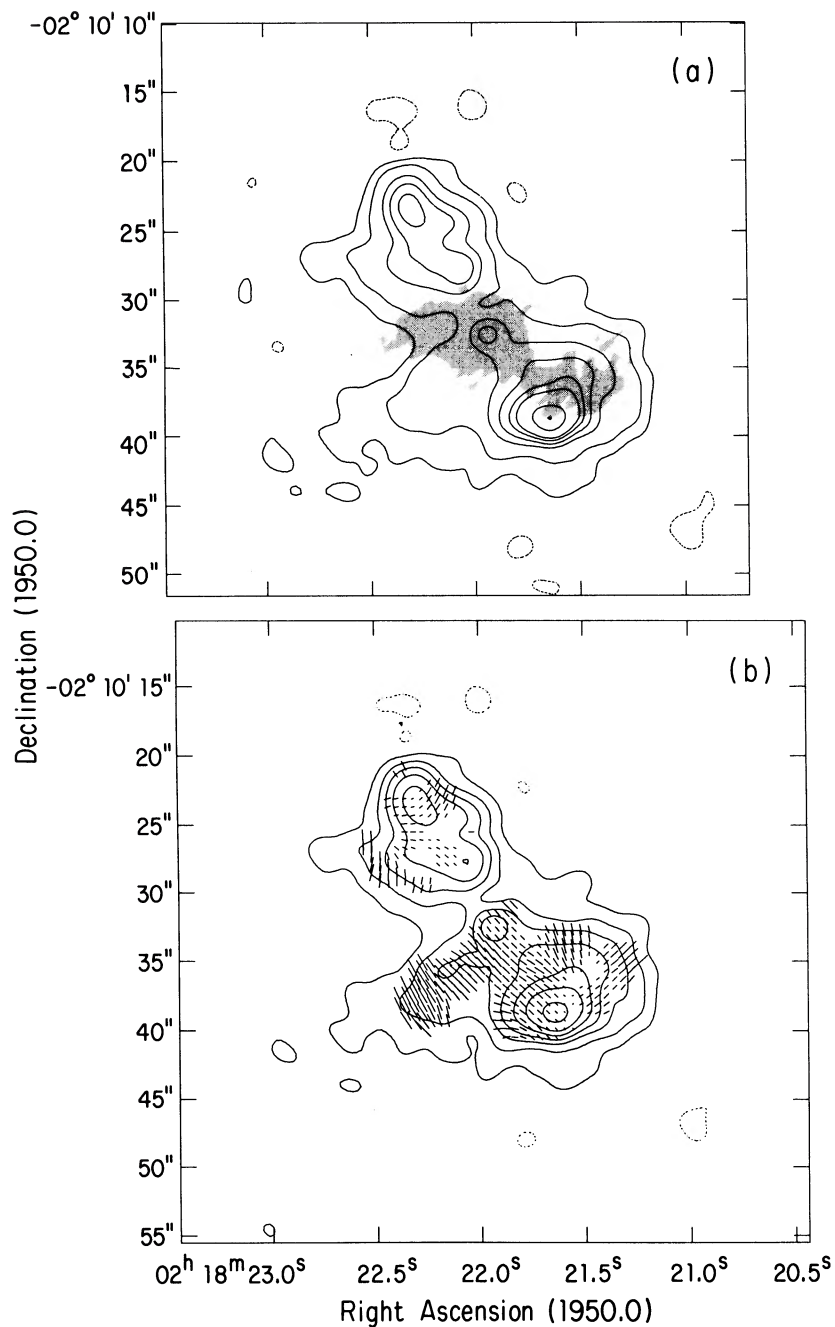 −02° 10' 10"
(a)
15"
20"
25"
30"
35"
40"
45"
50"
Declination (1950.0)
(b)
−02° 10' 15"
20"
25"
30"
35"
40"
45"
50"
55"
02ʰ 18ᵐ 23.0ˢ 22.5ˢ 22.0ˢ 21.5ˢ 21.0ˢ 20.5ˢ
Right Ascension (1950.0)